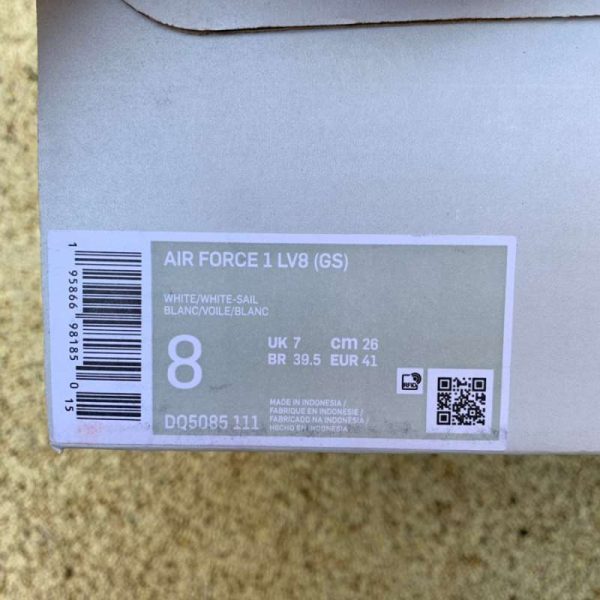 AIR FORCE 1 LV8 (GS)
WHITE/WHITE-SAIL
BLANC/VOILE/BLANC
8
UK 7 cm 26
BR 39.5 EUR 41
DQ5085 111
MADE IN INDONESIA /
FABRIQUE EN INDONESIE /
FABRICADO NA INDONESIA /
HECHO EN INDONESIA
RFID
1 95866 98185 0 15